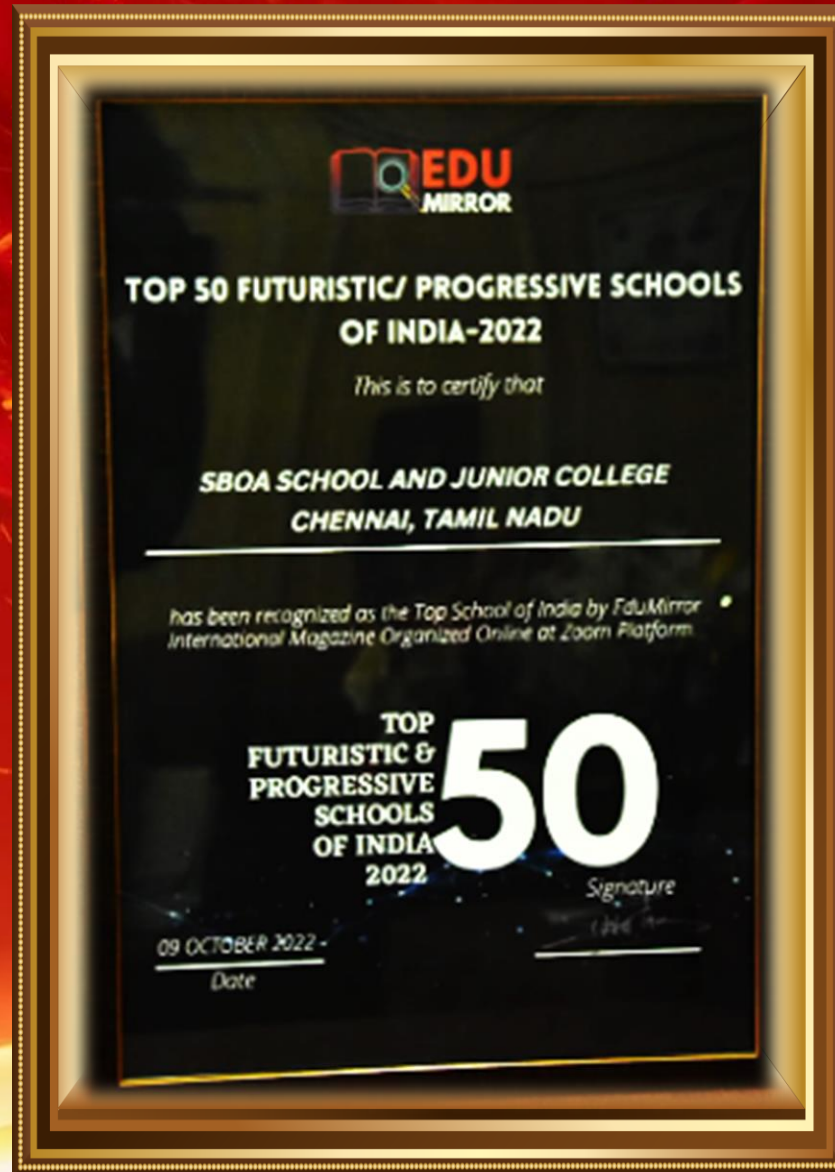 EDU
MIRROR
TOP 50 FUTURISTIC/ PROGRESSIVE SCHOOLS
OF INDIA-2022
This is to certify that
SBOA SCHOOL AND JUNIOR COLLEGE
CHENNAI, TAMIL NADU
has been recognized as the Top School of India by EduMirror
International Magazine Organized Online at Zoom Platform
TOP
FUTURISTIC &
PROGRESSIVE
SCHOOLS
OF INDIA
2022
50
Signature
09 OCTOBER 2022
Date